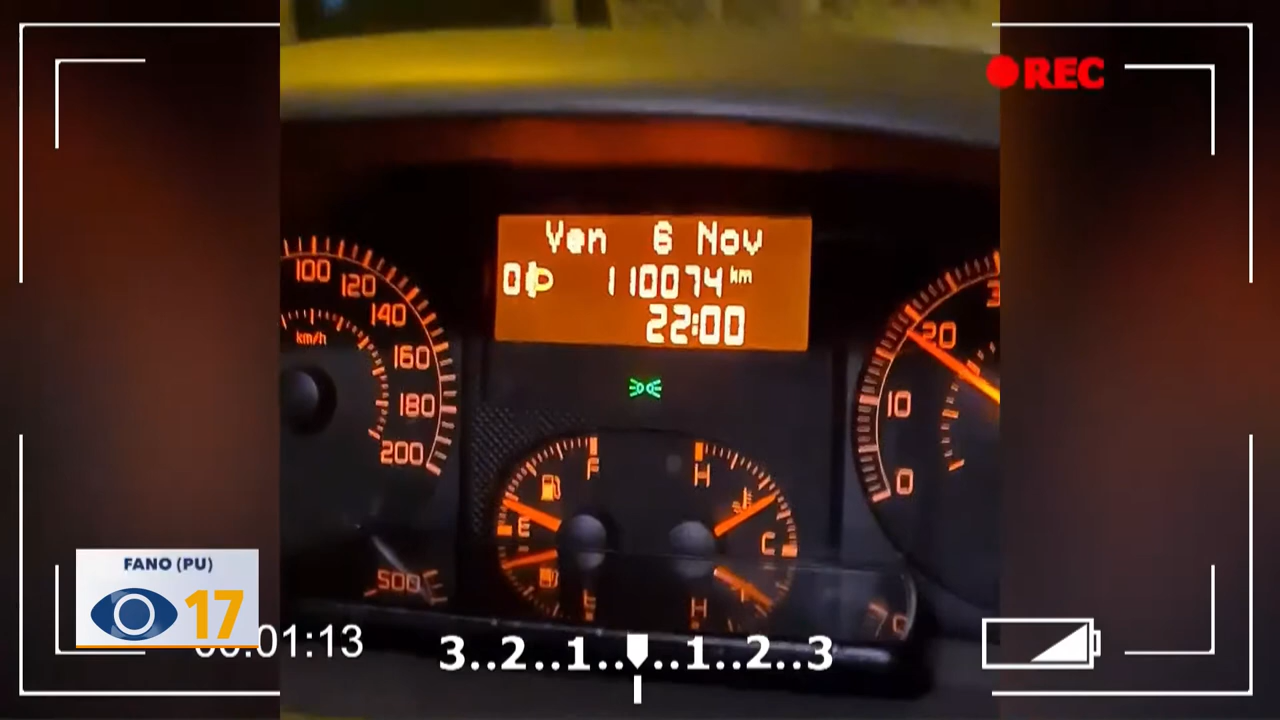 REC
Ven 6 Nov
0
110074 km
22:00
100
120
140
160
180
200
km/h
20
10
0
F
E
H
C
500
FANO (PU)
17
:01:13
3..2..1....1..2..3